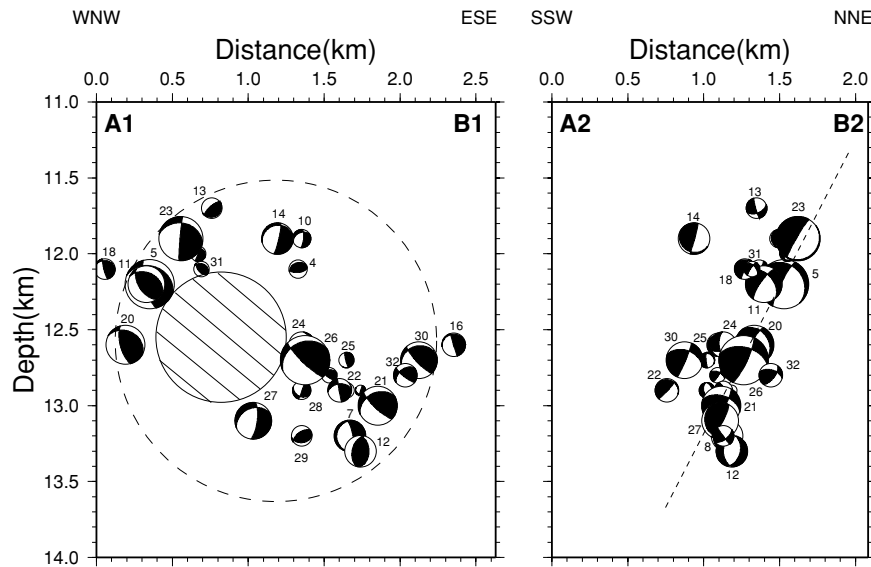 WNW ESE SSW NNE
Distance(km) Distance(km)
0.0 0.5 1.0 1.5 2.0 2.5 0.0 0.5 1.0 1.5 2.0
11.0
A1 B1 A2 B2
11.5
13 13
23 14 10 14 23
12.0
18 11 5 31 4 31 18 5
11
12.5
20 24 26 30 16 30 25 24 20
25 32 32
22 21 22 26
13.0
27 28 7 21
27 8
12 12
29
13.5
14.0
Depth(km)